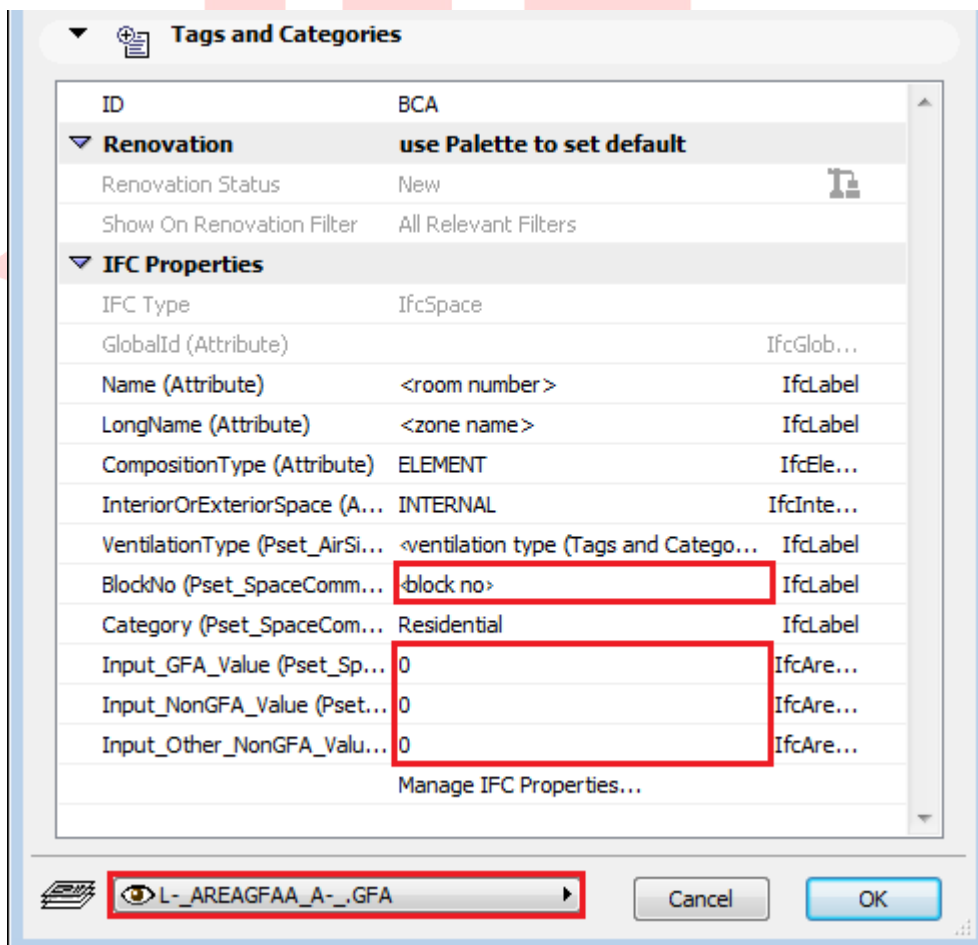 Tags and Categories
ID BCA
Renovation use Palette to set default
Renovation Status New
Show On Renovation Filter All Relevant Filters
IFC Properties
IFC Type IfcSpace
GlobalId (Attribute) IfcGlob...
Name (Attribute) <room number> IfcLabel
LongName (Attribute) <zone name> IfcLabel
CompositionType (Attribute) ELEMENT IfcEle...
InteriorOrExteriorSpace (A... INTERNAL IfcInte...
VentilationType (Pset_AirSi... <ventilation type (Tags and Catego... IfcLabel
BlockNo (Pset_SpaceComm... <block no> IfcLabel
Category (Pset_SpaceCom... Residential IfcLabel
Input_GFA_Value (Pset_Sp... 0 IfcAre...
Input_NonGFA_Value (Pset... 0 IfcAre...
Input_Other_NonGFA_Valu... 0 IfcAre...
Manage IFC Properties...
L-_AREAGFAA_A-_.GFA Cancel OK